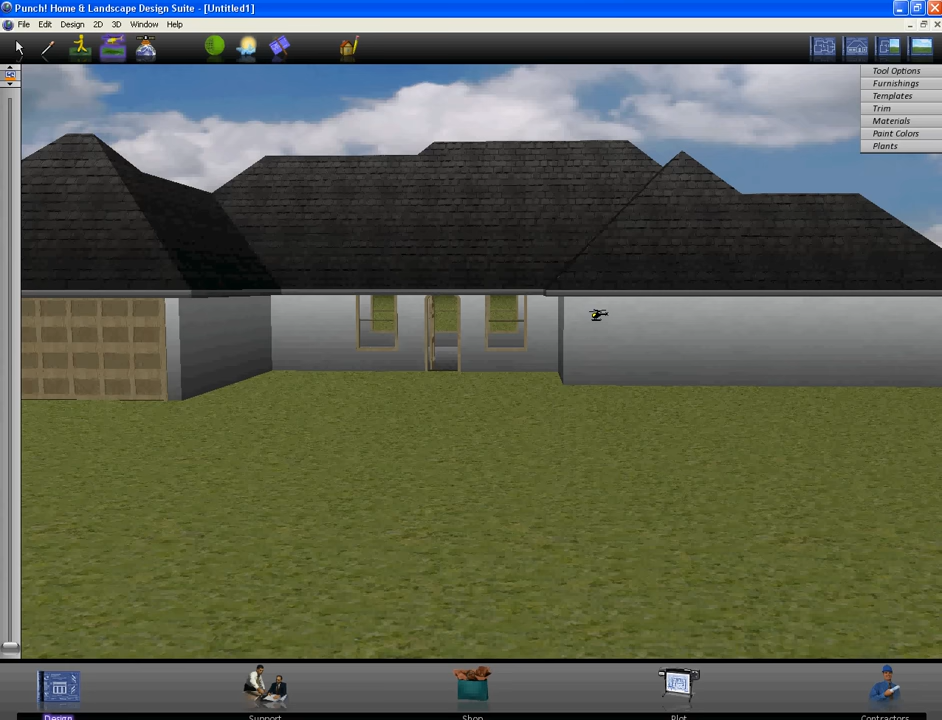 Punch! Home & Landscape Design Suite - [Untitled1]
File Edit Design 2D 3D Window Help
Tool Options
Furnishings
Templates
Trim
Materials
Paint Colors
Plants
Design Support Shop Plot Contractors